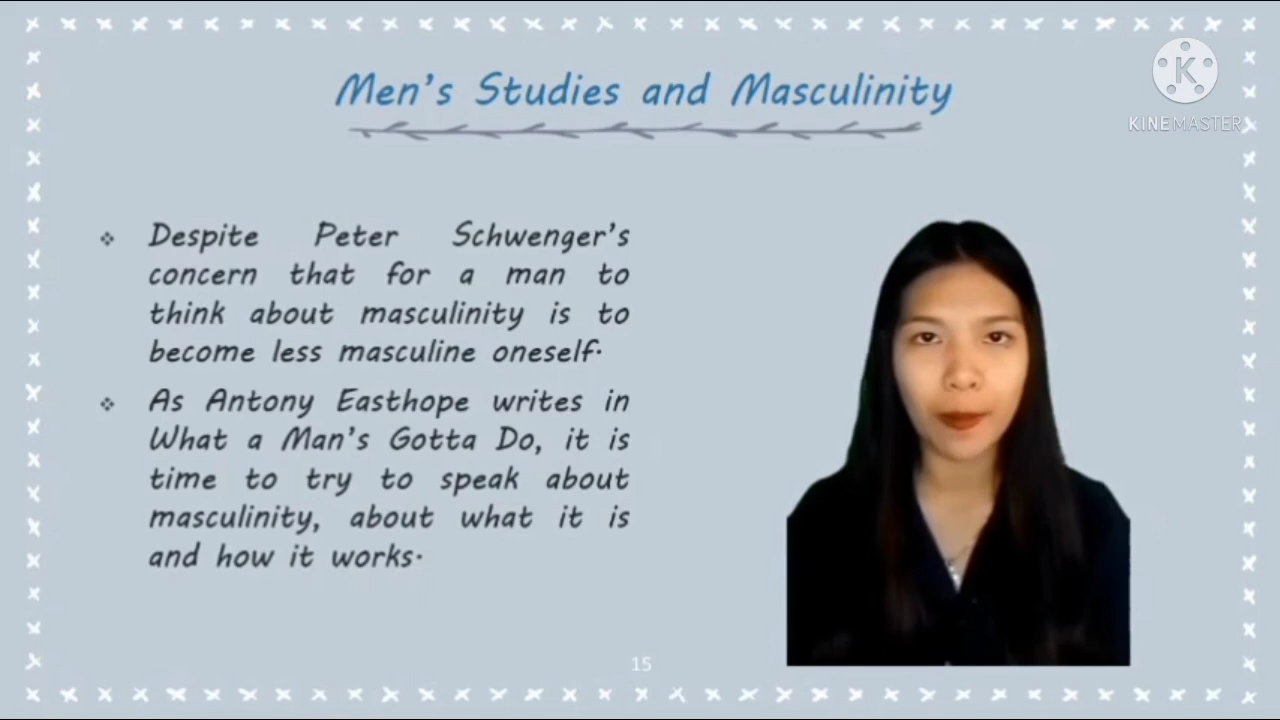 Men's Studies and Masculinity
K
KINEMASTER
Despite Peter Schwenger's
concern that for a man to
think about masculinity is to
become less masculine oneself.
As Antony Easthope writes in
What a Man's Gotta Do, it is
time to try to speak about
masculinity, about what it is
and how it works.
15